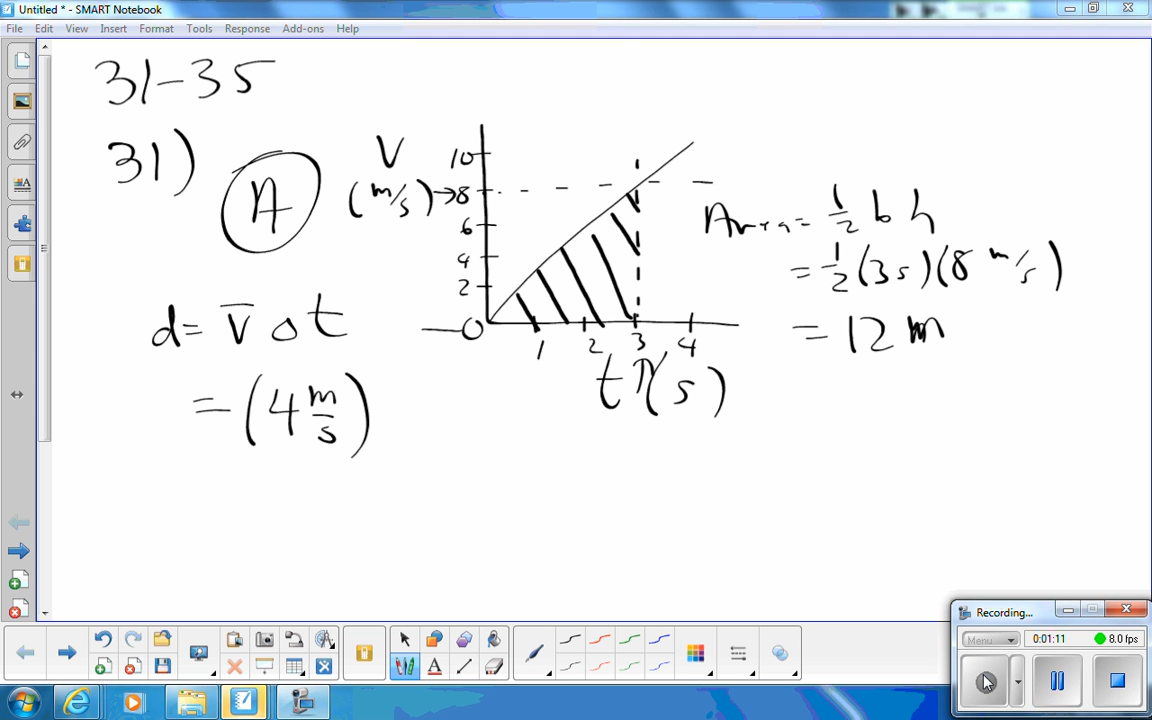 Untitled * - SMART Notebook
File Edit View Insert Format Tools Response Add-ons Help
31-35
31)
A
V
(m/s) →
10
8
6
4
2
0
1 2 3 4
t (s)
Area = 1/2 b h
= 1/2 (3s)(8 m/s)
= 12 m
d = v̄ Δt
= (4 m/s)
Recording...
Menu
0:01:11
8.0 fps
A